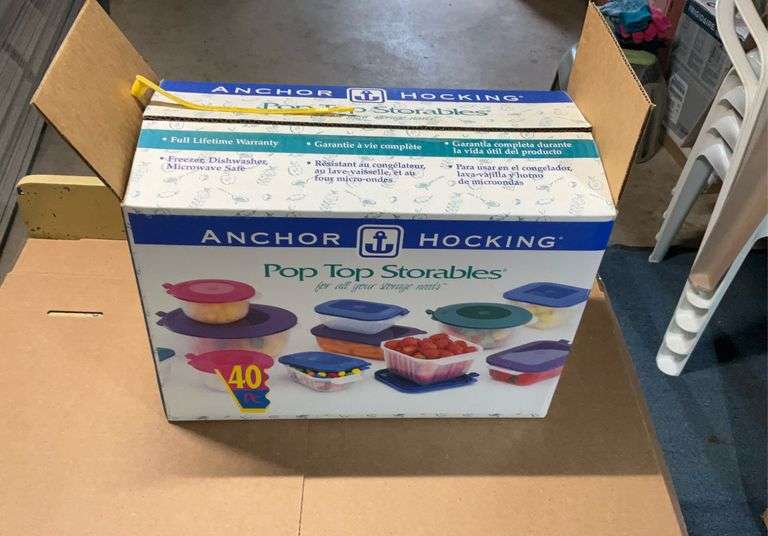 ANCHOR HOCKING
Pop Top Storables
for all your storage needs
• Full Lifetime Warranty
• Freezer, Dishwasher,
Microwave Safe
• Garantie à vie complète
• Résistant au congélateur,
au lave-vaisselle, et au
four micro-ondes
• Garantía completa durante
la vida útil del producto
• Para usar en el congelador,
lava-vajilla y horno
de microondas
ANCHOR HOCKING®
Pop Top Storables®
for all your storage needs™
40
PC